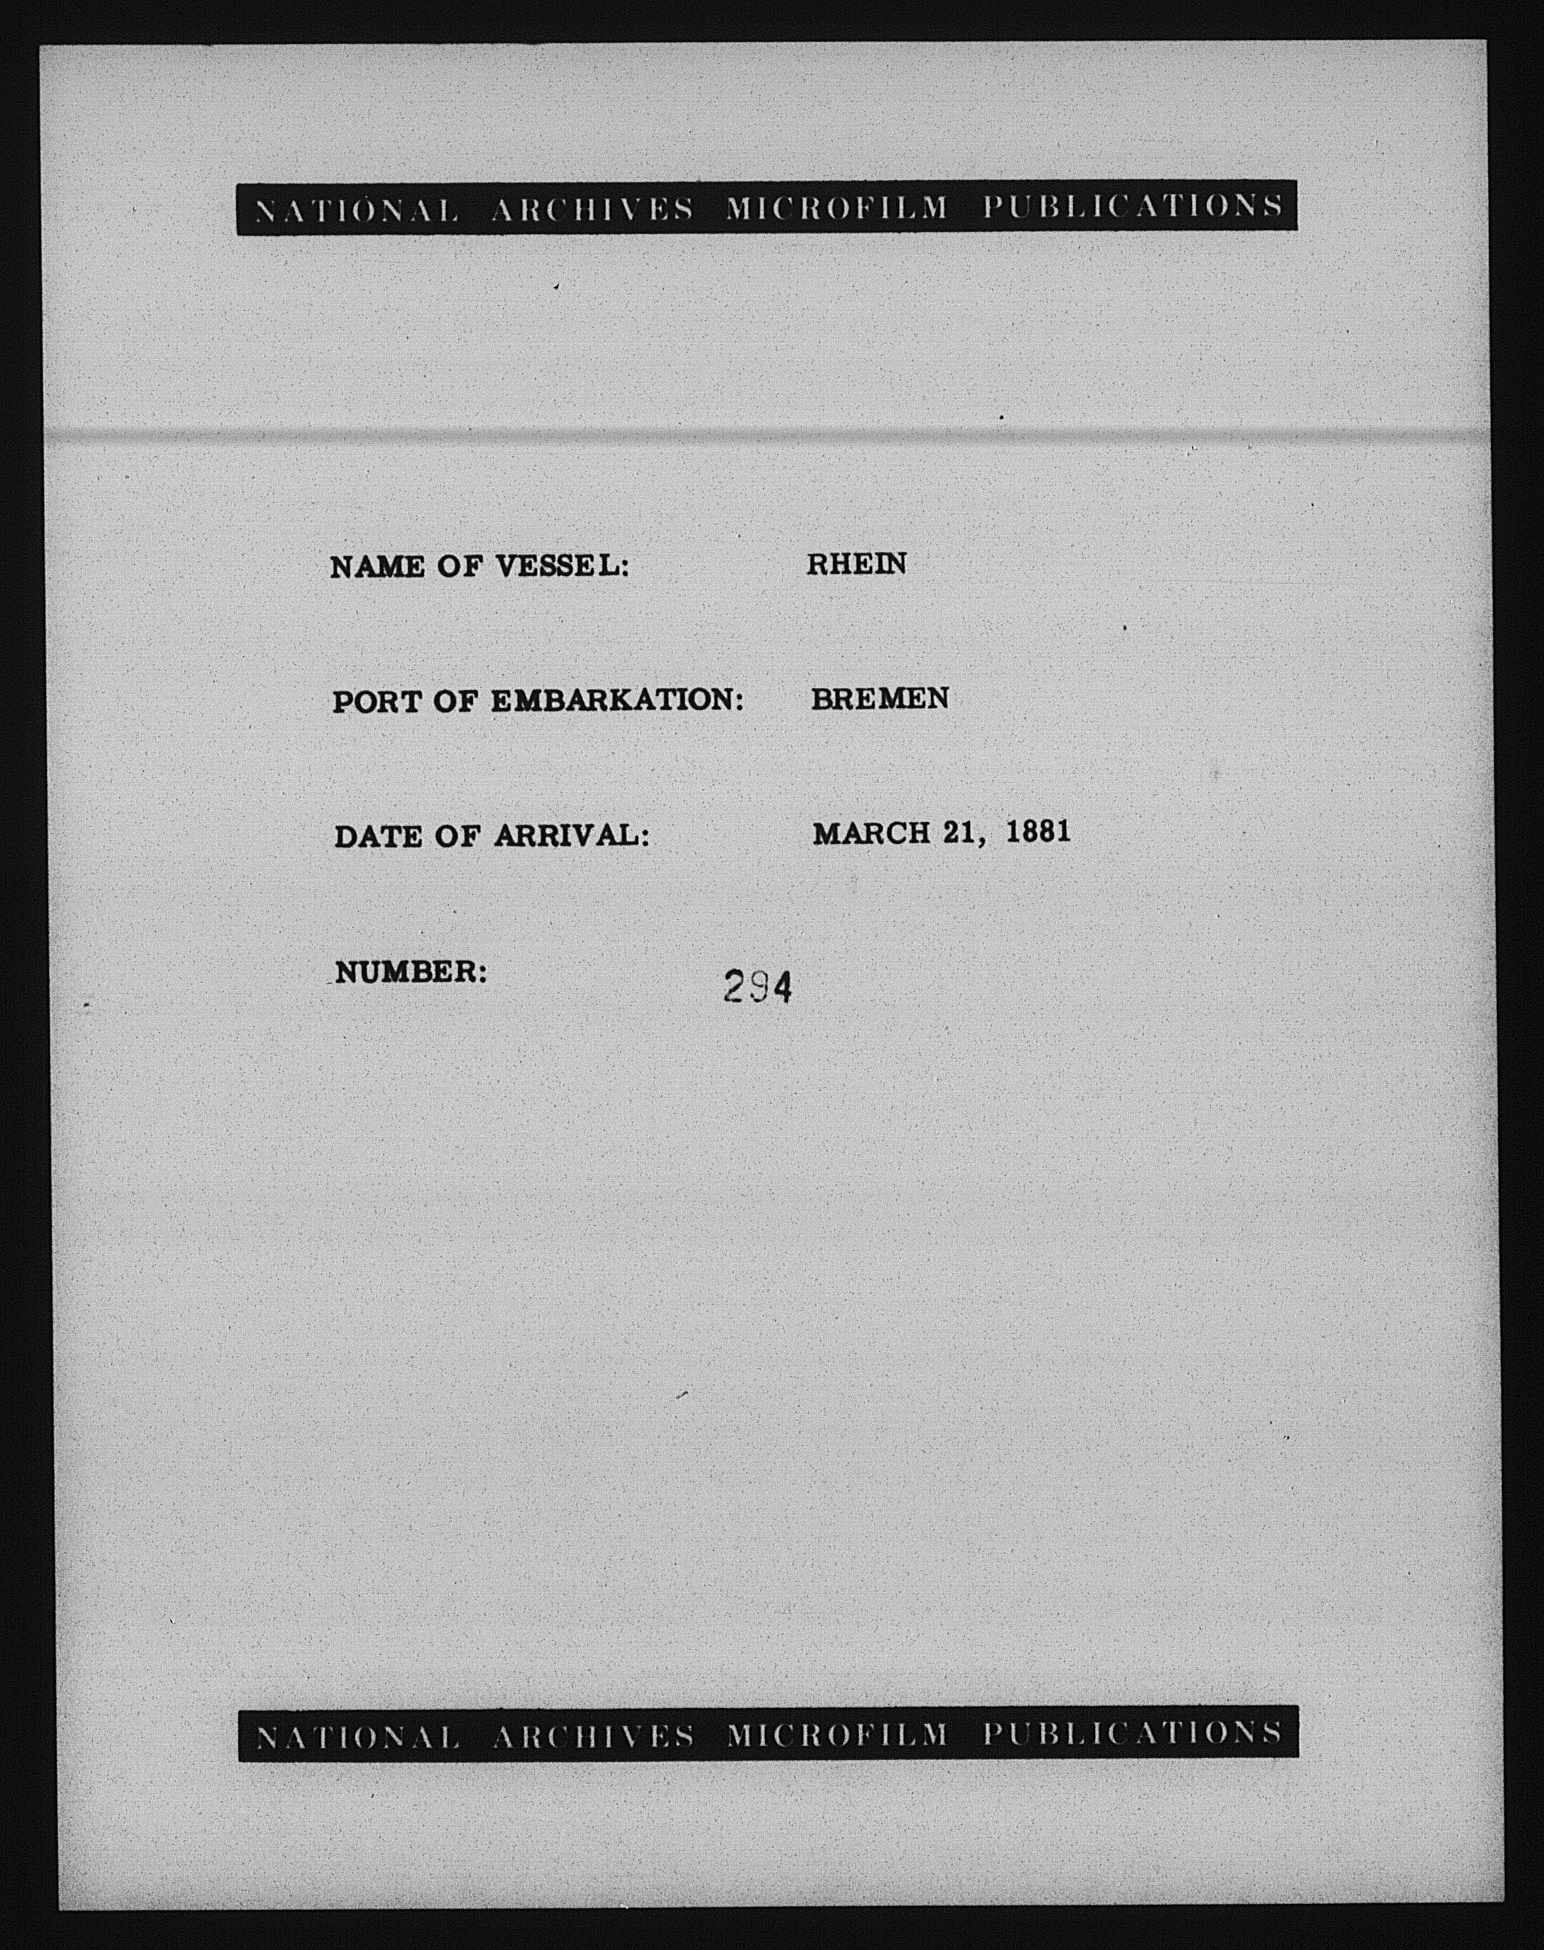 NATIONAL ARCHIVES MICROFILM PUBLICATIONS
NAME OF VESSEL: RHEIN
PORT OF EMBARKATION: BREMEN
DATE OF ARRIVAL: MARCH 21, 1881
NUMBER: 294
NATIONAL ARCHIVES MICROFILM PUBLICATIONS